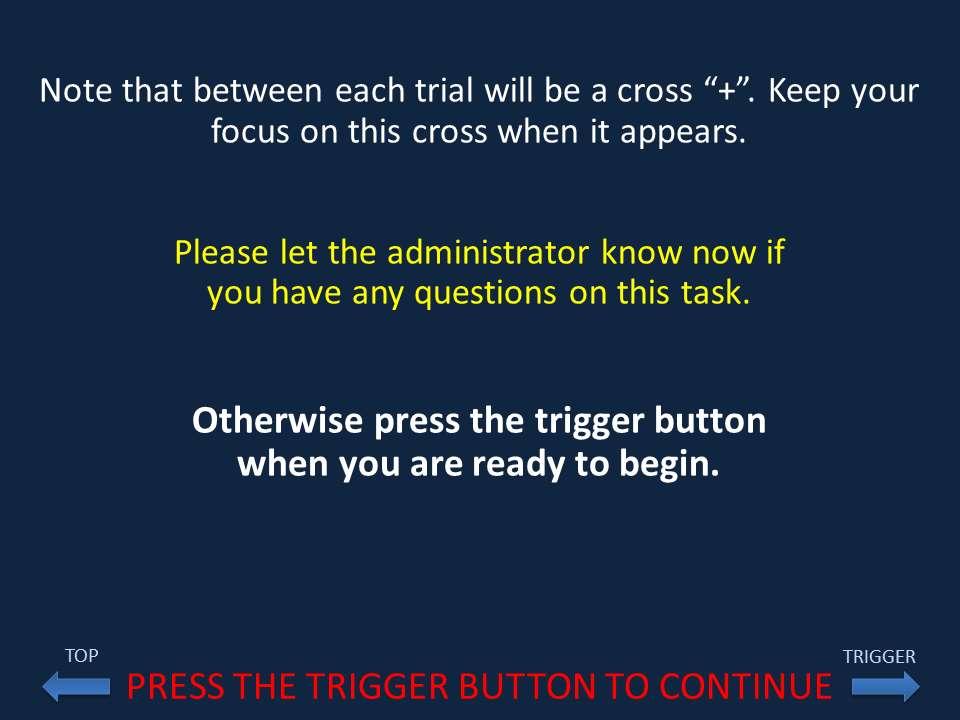 Note that between each trial will be a cross “+”. Keep your
focus on this cross when it appears.
Please let the administrator know now if
you have any questions on this task.
Otherwise press the trigger button
when you are ready to begin.
TOP
TRIGGER
PRESS THE TRIGGER BUTTON TO CONTINUE